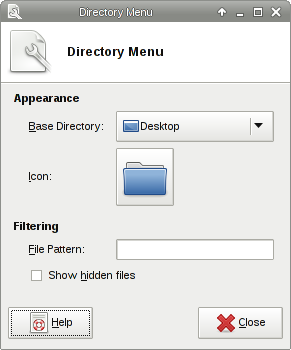 Directory Menu
Directory Menu
Appearance
Base Directory: Desktop
Icon:
Filtering
File Pattern:
Show hidden files
Help Close